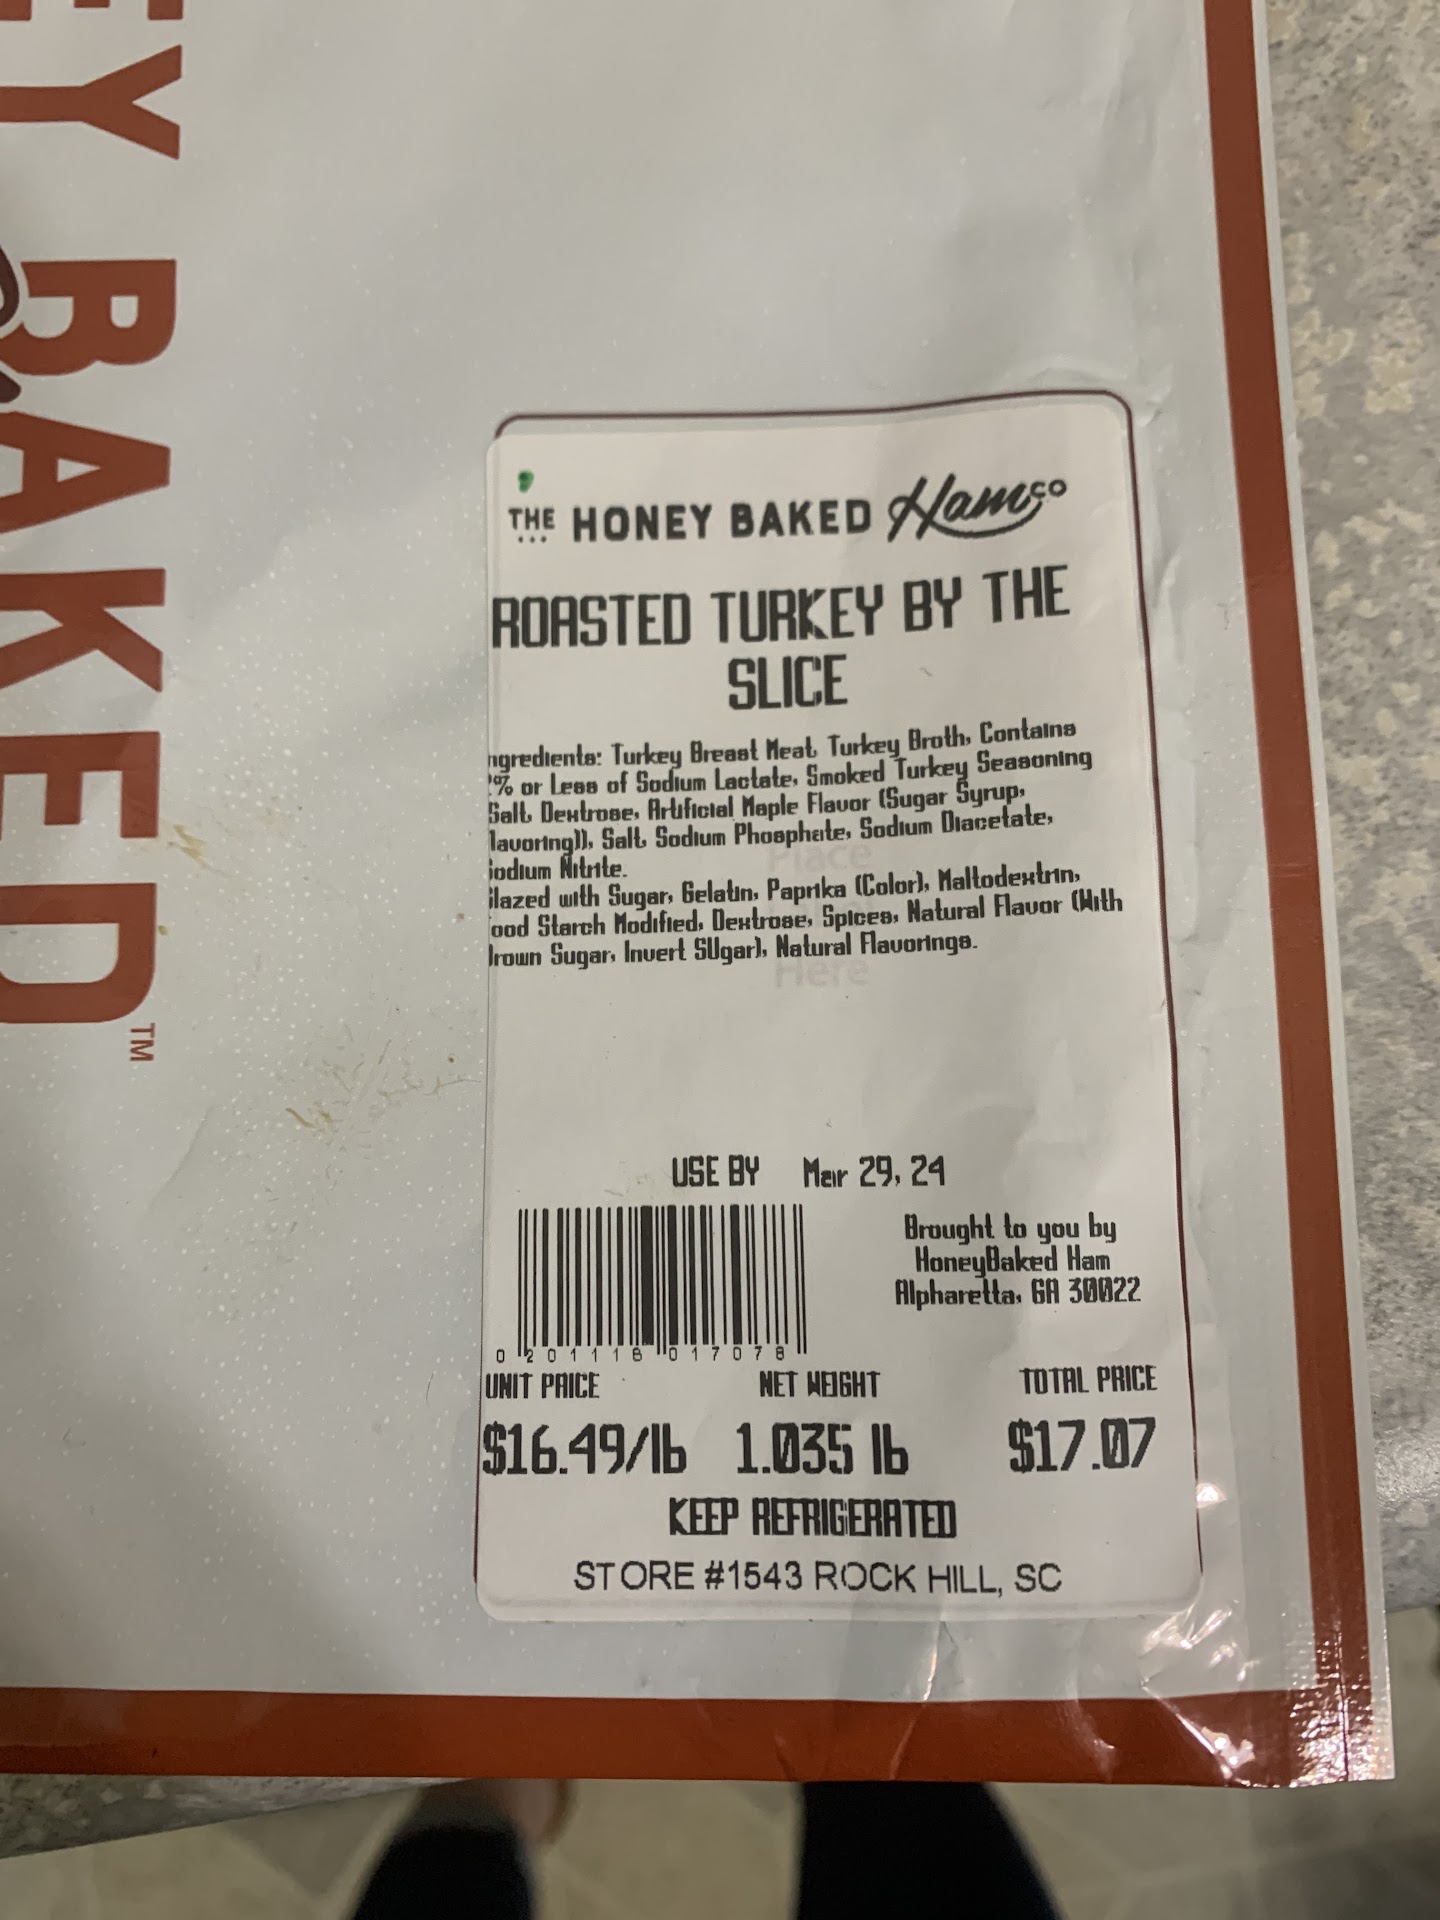 EY BAKED™
THE HONEY BAKED Ham CO
ROASTED TURKEY BY THE
SLICE
ngredients: Turkey Breast Meat, Turkey Broth, Contains
% or Less of Sodium Lactate, Smoked Turkey Seasoning
Salt, Dextrose, Artificial Maple Flavor (Sugar Syrup,
lavoring)), Salt, Sodium Phosphate, Sodium Diacetate,
odium Nitrite.
lazed with Sugar, Gelatin, Paprika (Color), Maltodextrin,
ood Starch Modified, Dextrose, Spices, Natural Flavor (With
rown Sugar, Invert SUgar), Natural Flavorings.
Place
Here
USE BY Mar 29, 24
Brought to you by
HoneyBaked Ham
Alpharetta, GA 30022
0 201116 017078
UNIT PRICE NET WEIGHT TOTAL PRICE
$16.49/lb 1.035 lb $17.07
KEEP REFRIGERATED
STORE #1543 ROCK HILL, SC